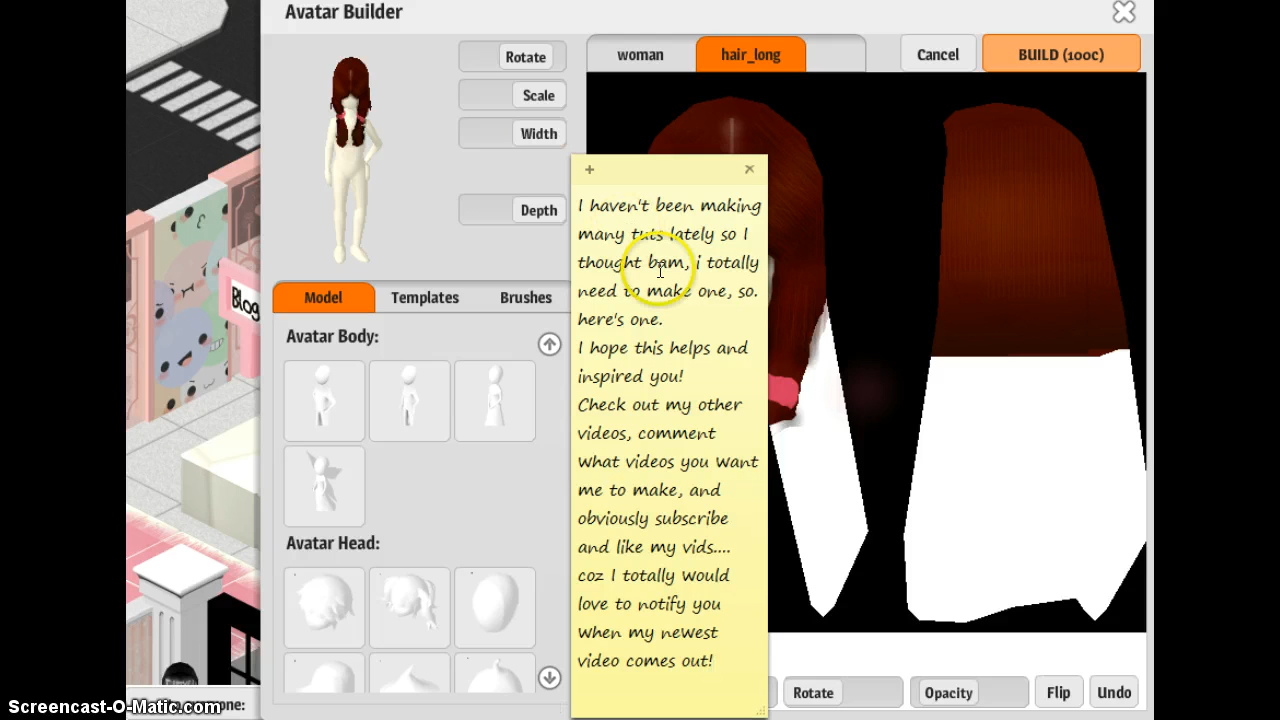 Avatar Builder
Rotate
Scale
Width
Depth
woman
hair_long
Cancel
BUILD (100C)
Model
Templates
Brushes
Avatar Body:
Avatar Head:
Blog
I haven't been making
many tuts lately so I
thought bam, i totally
need to make one, so.
here's one.
I hope this helps and
inspired you!
Check out my other
videos, comment
what videos you want
me to make, and
obviously subscribe
and like my vids....
coz I totally would
love to notify you
when my newest
video comes out!
Rotate
Opacity
Flip
Undo
Screencast-O-Matic.com
one: